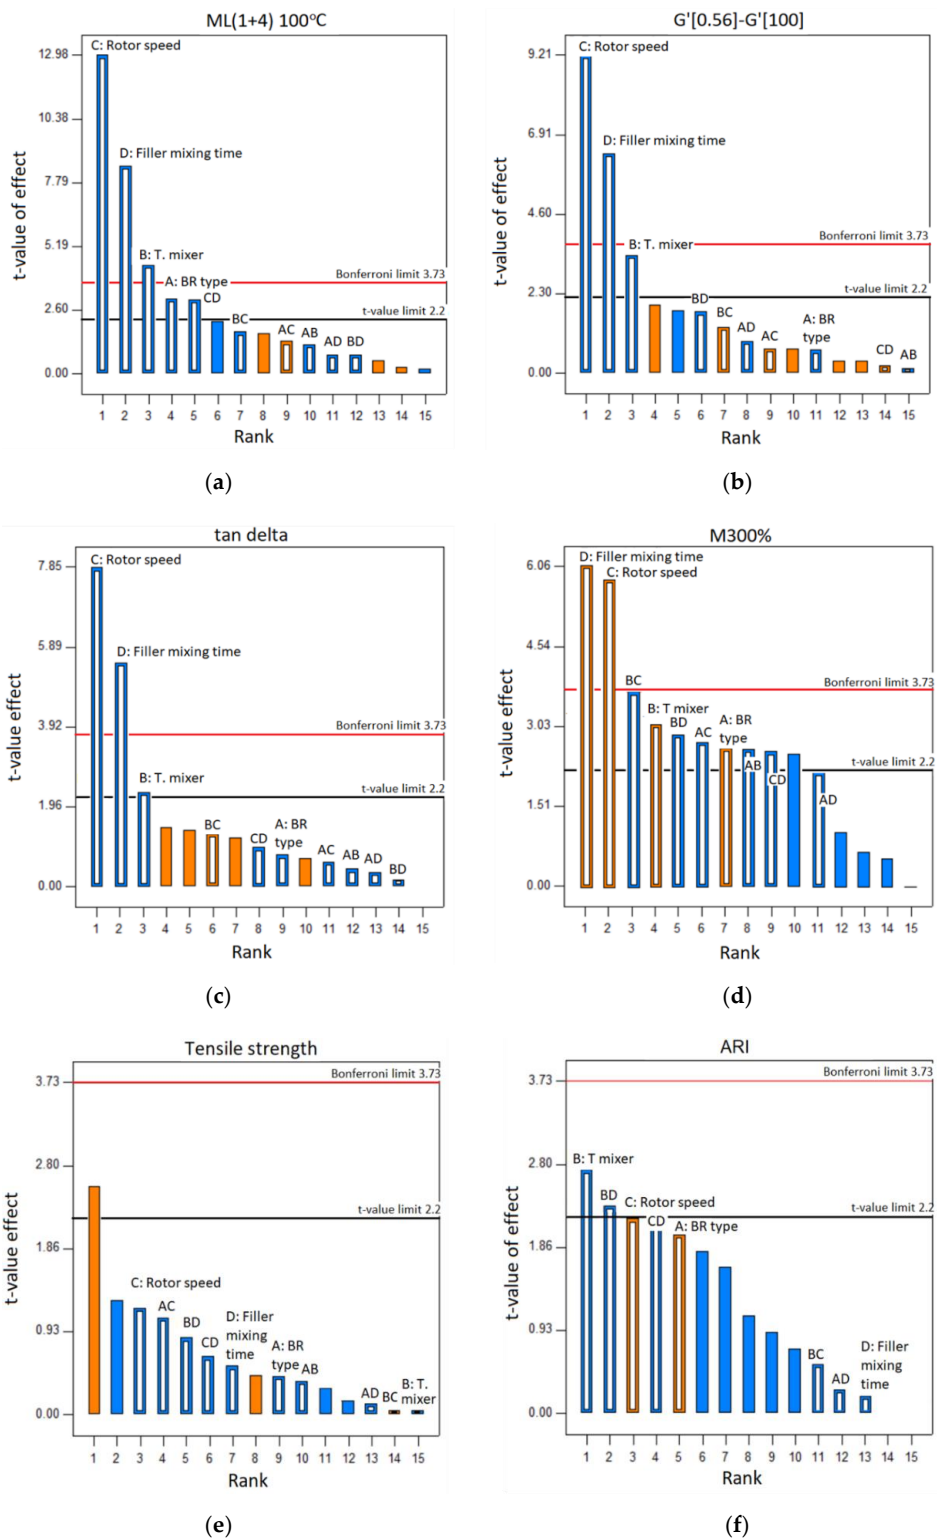 ML(1+4) 100°C
t-value of effect
12.98
10.38
7.79
5.19
2.60
0.00
C: Rotor speed
D: Filler mixing time
B: T. mixer
Bonferroni limit 3.73
A: BR type
CD
t-value limit 2.2
BC
AC
AB
AD
BD
1 2 3 4 5 6 7 8 9 10 11 12 13 14 15
Rank
(a)
G'[0.56]-G'[100]
t-value of effect
9.21
6.91
4.60
2.30
0.00
C: Rotor speed
D: Filler mixing time
Bonferroni limit 3.73
B: T. mixer
t-value limit 2.2
BD
BC
AD
AC
A: BR
type
CD
AB
1 2 3 4 5 6 7 8 9 10 11 12 13 14 15
Rank
(b)
tan delta
t-value effect
7.85
5.89
3.92
1.96
0.00
C: Rotor speed
D: Filler mixing time
Bonferroni limit 3.73
B: T. mixer
t-value limit 2.2
BC
CD
A: BR
type
AC
AB
AD
BD
1 2 3 4 5 6 7 8 9 10 11 12 13 14 15
Rank
(c)
M300%
t-value effect
6.06
4.54
3.03
1.51
0.00
D: Filler mixing time
C: Rotor speed
BC
Bonferroni limit 3.73
B: T mixer
BD
AC
A: BR
type
t-value limit 2.2
AB
CD
AD
1 2 3 4 5 6 7 8 9 10 11 12 13 14 15
Rank
(d)
Tensile strength
t-value effect
3.73
2.80
1.86
0.93
0.00
Bonferroni limit 3.73
t-value limit 2.2
C: Rotor speed
AC
BD
CD
D: Filler
mixing
time
A: BR
type
AB
AD
BC
B: T.
mixer
1 2 3 4 5 6 7 8 9 10 11 12 13 14 15
Rank
(e)
ARI
t-value of effect
3.73
2.80
1.86
0.93
0.00
Bonferroni limit 3.73
B: T mixer
BD
C: Rotor speed
t-value limit 2.2
CD
A: BR type
BC
AD
D: Filler
mixing
time
1 2 3 4 5 6 7 8 9 10 11 12 13 14 15
Rank
(f)